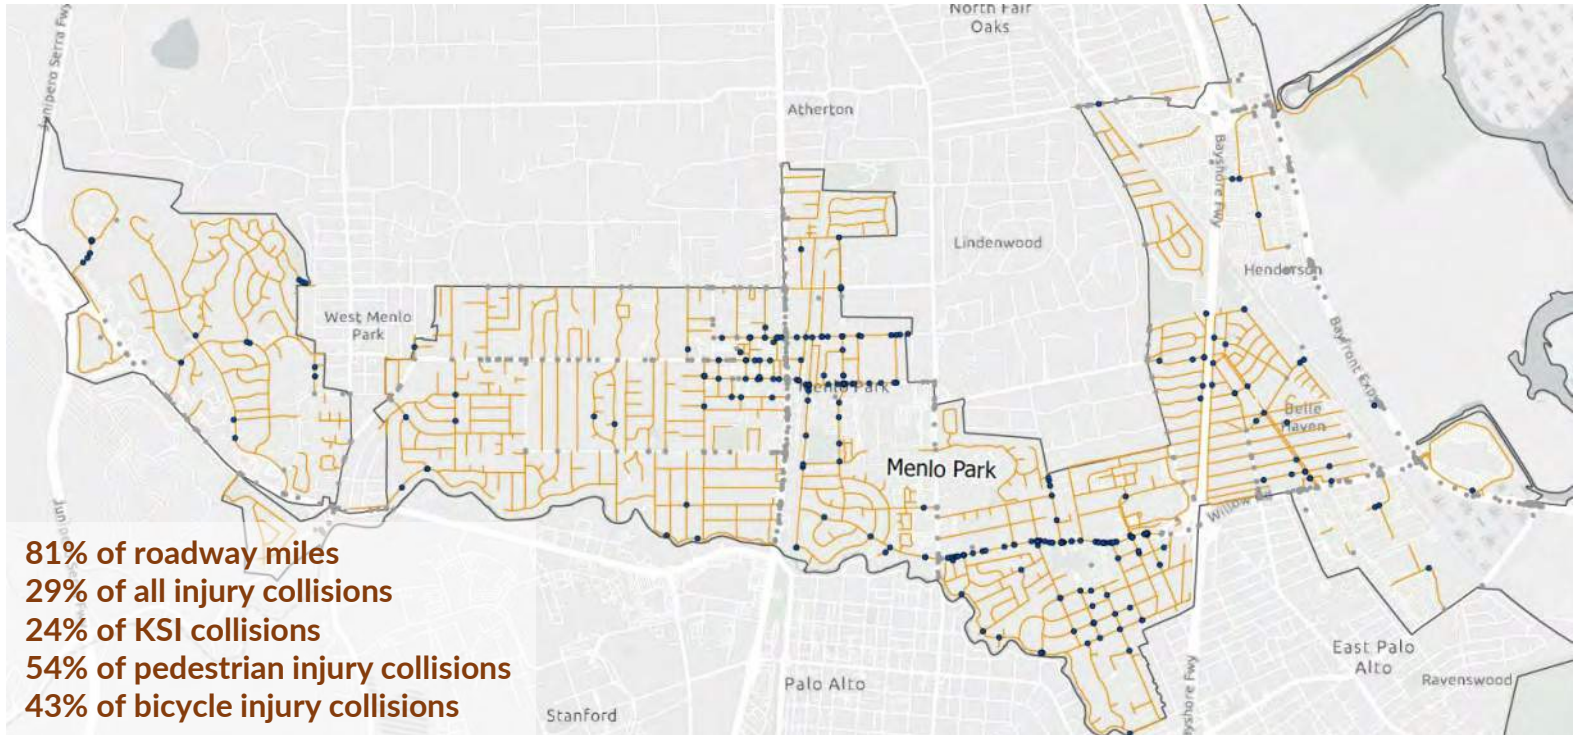 North Fair
Oaks
Junipero Serra Fwy
Atherton
Bayshore Fwy
Lindenwood
Henderson
West Menlo
Park
Bayfront Expy
Menlo Park
Belle
Haven
Menlo Park
Willow Rd
81% of roadway miles
29% of all injury collisions
24% of KSI collisions
54% of pedestrian injury collisions
43% of bicycle injury collisions
East Palo
Alto
Ravenswood
Palo Alto
Stanford
yshore Fwy